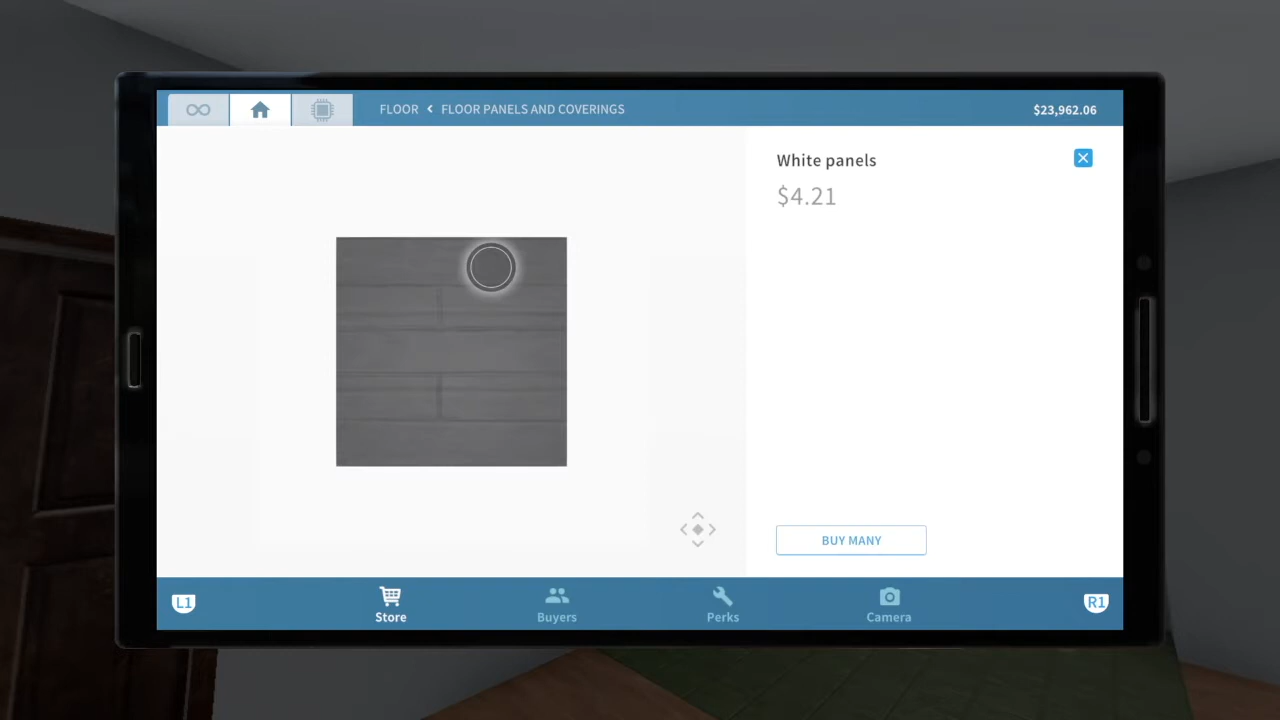 FLOOR < FLOOR PANELS AND COVERINGS
$23,962.06
White panels
$4.21
BUY MANY
L1
Store
Buyers
Perks
Camera
R1